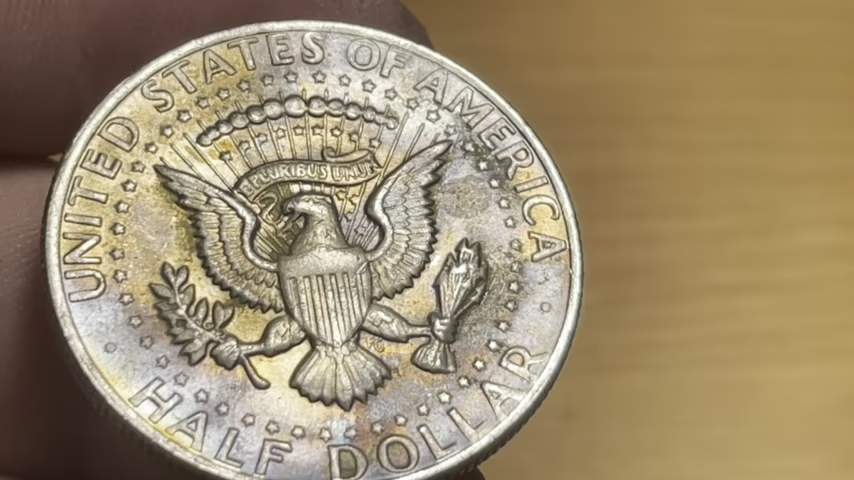 UNITED STATES OF AMERICA
E PLURIBUS UNUM
HALF DOLLAR